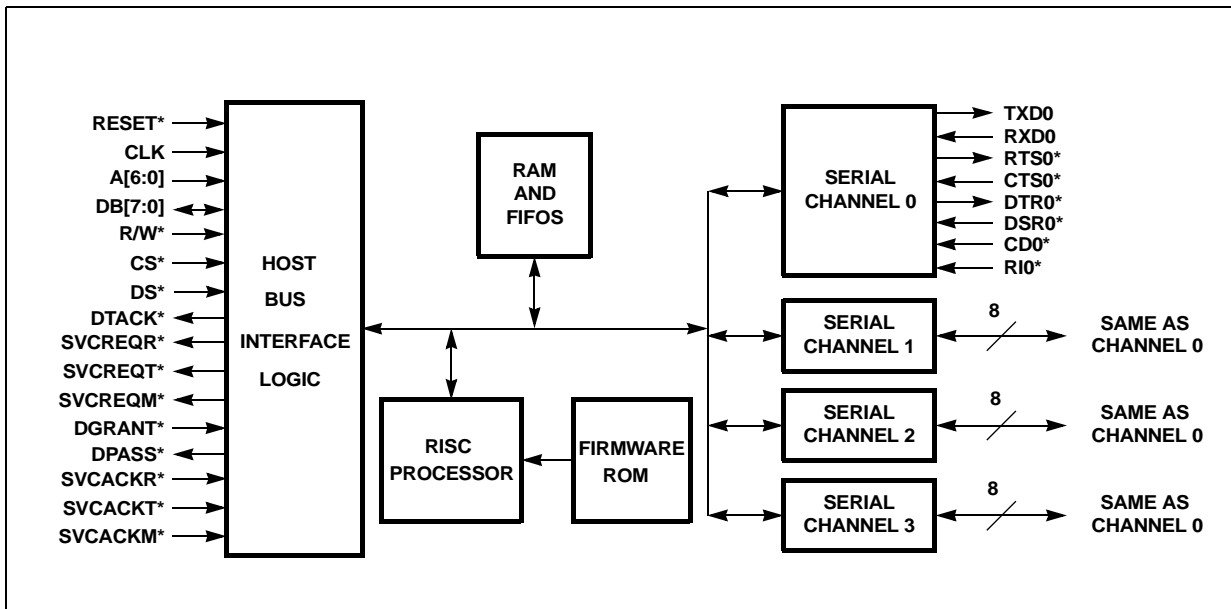 RESET*
CLK
A[6:0]
DB[7:0]
R/W*
CS*
DS*
DTACK*
SVCREQR*
SVCREQT*
SVCREQM*
DGRANT*
DPASS*
SVCACKR*
SVCACKT*
SVCACKM*
HOST
BUS
INTERFACE
LOGIC
RAM
AND
FIFOS
RISC
PROCESSOR
FIRMWARE
ROM
SERIAL
CHANNEL 0
TXD0
RXD0
RTS0*
CTS0*
DTR0*
DSR0*
CD0*
RI0*
SERIAL
CHANNEL 1
8
SAME AS
CHANNEL 0
SERIAL
CHANNEL 2
8
SAME AS
CHANNEL 0
SERIAL
CHANNEL 3
8
SAME AS
CHANNEL 0